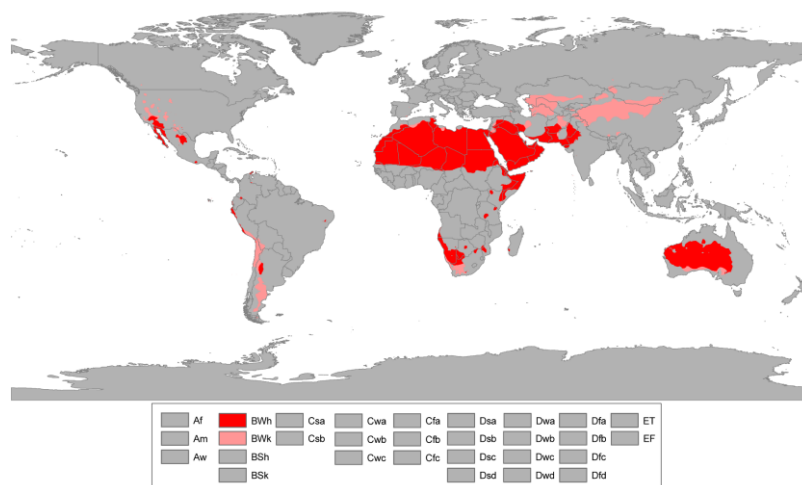 Af BWh Csa Cwa Cfa Dsa Dwa Dfa ET
Am BWk Csb Cwb Cfb Dsb Dwb Dfb EF
Aw BSh Cwc Cfc Dsc Dwc Dfc
BSk Dsd Dwd Dfd